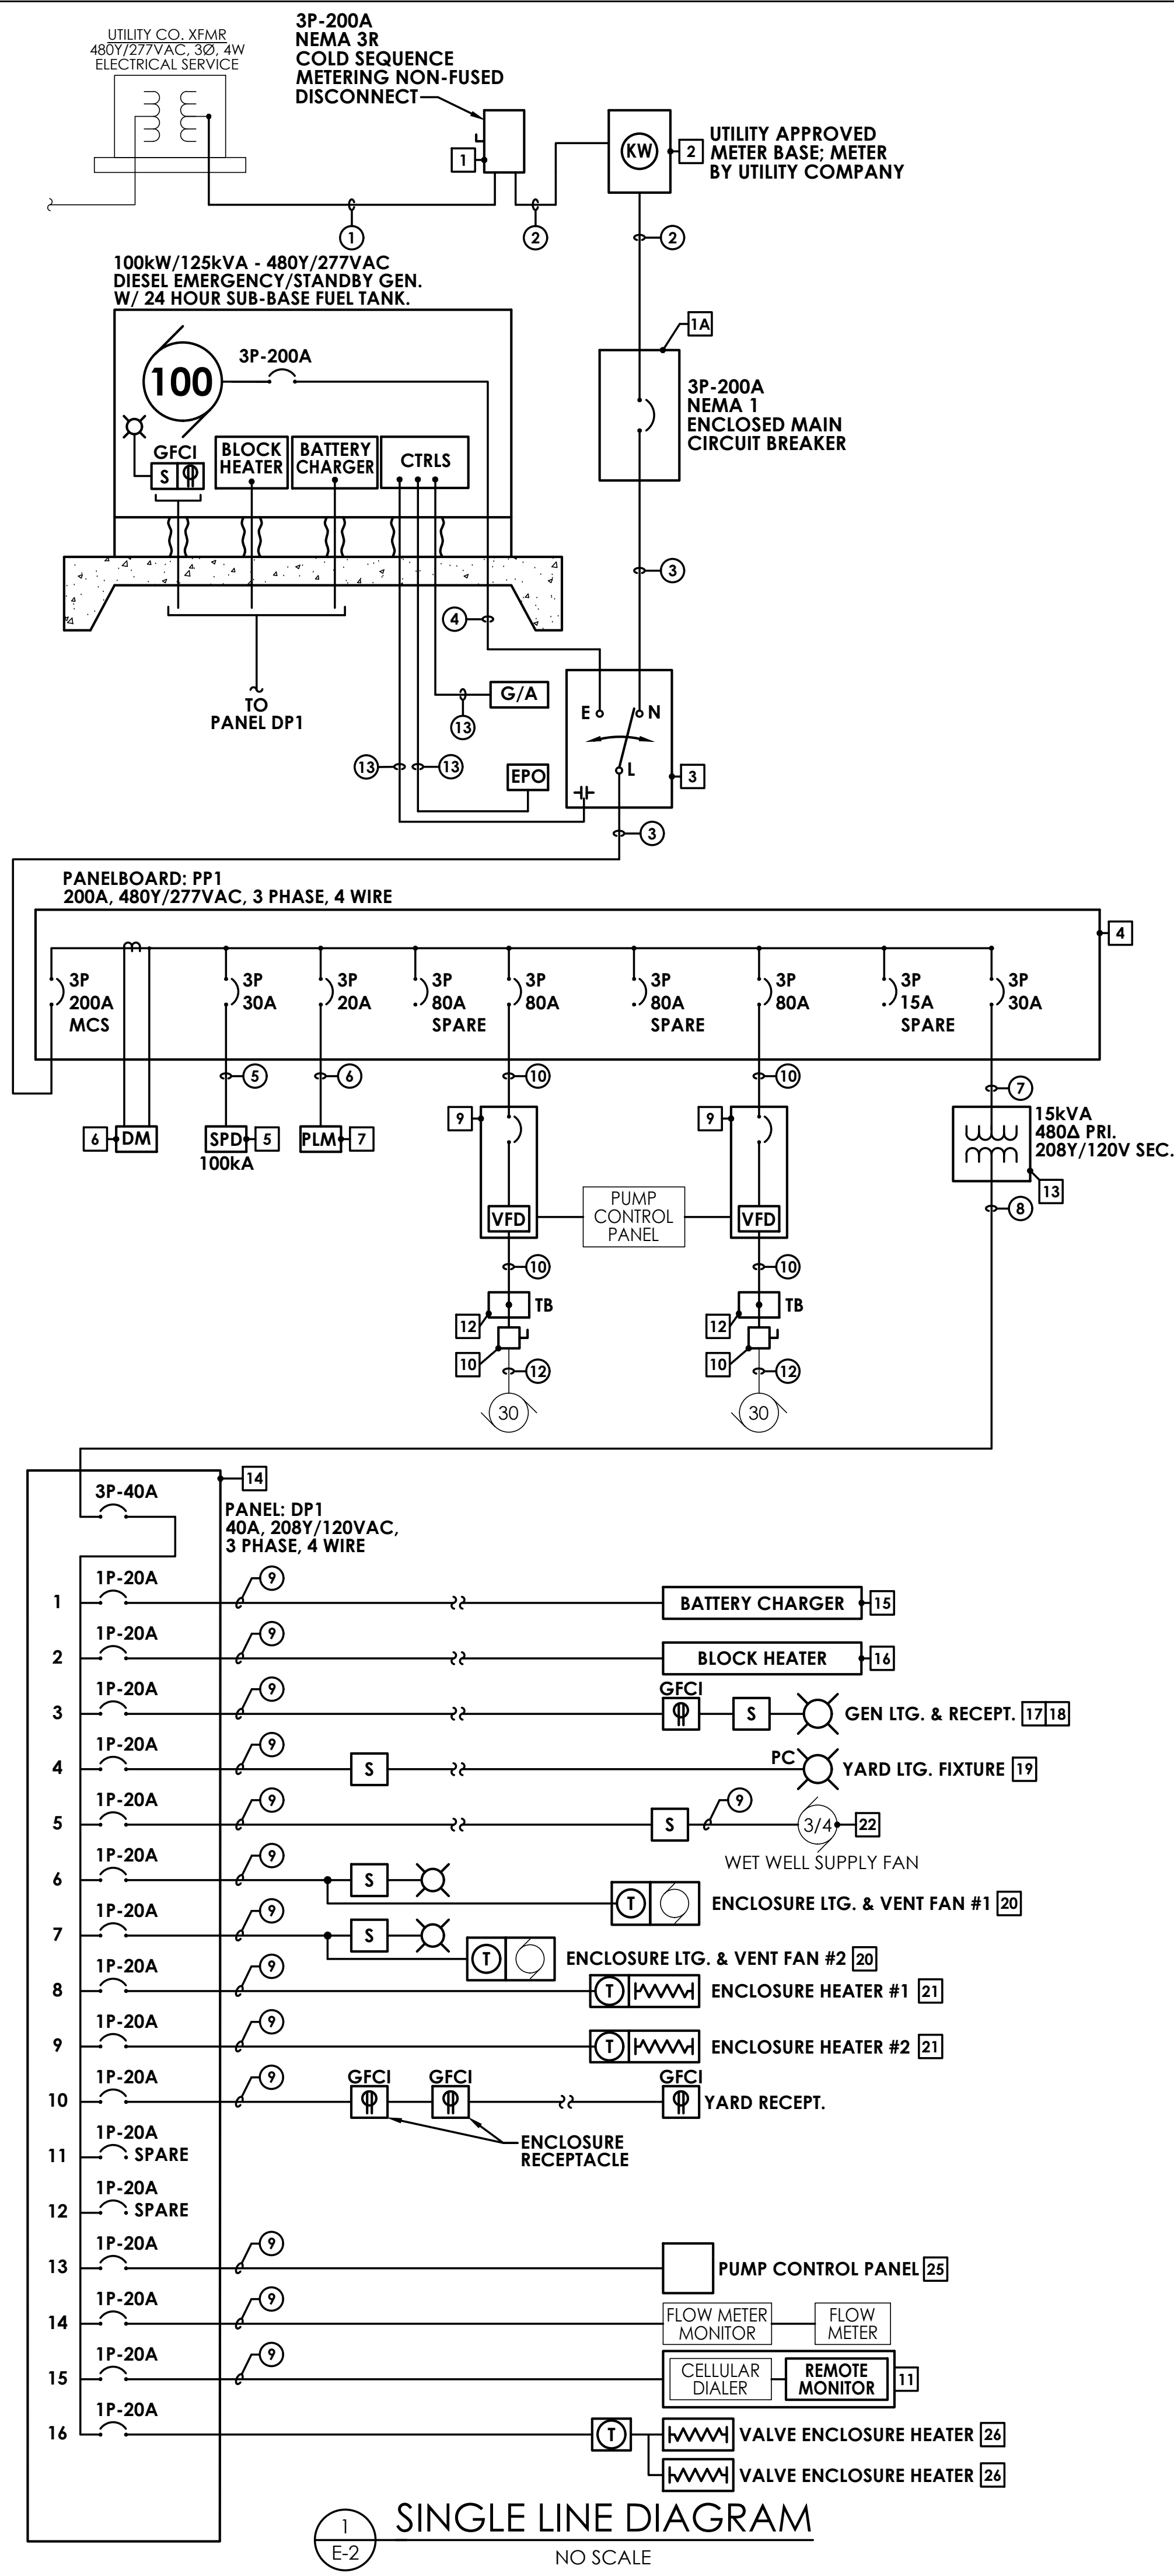 UTILITY CO. XFMR
480Y/277VAC, 3Ø, 4W
ELECTRICAL SERVICE
3P-200A
NEMA 3R
COLD SEQUENCE
METERING NON-FUSED
DISCONNECT
1
KW
2
UTILITY APPROVED
METER BASE; METER
BY UTILITY COMPANY
1
2
2
100kW/125kVA - 480Y/277VAC
DIESEL EMERGENCY/STANDBY GEN.
W/ 24 HOUR SUB-BASE FUEL TANK.
1A
100
3P-200A
3P-200A
NEMA 1
ENCLOSED MAIN
CIRCUIT BREAKER
GFCI
S
BLOCK
HEATER
BATTERY
CHARGER
CTRLS
3
4
TO
PANEL DP1
G/A
13
E
N
L
13
13
EPO
3
3
PANELBOARD: PP1
200A, 480Y/277VAC, 3 PHASE, 4 WIRE
4
3P
200A
MCS
3P
30A
3P
20A
3P
80A
SPARE
3P
80A
3P
80A
SPARE
3P
80A
3P
15A
SPARE
3P
30A
5
6
10
10
7
6
DM
SPD
5
100kA
PLM
7
9
9
15kVA
480Δ PRI.
208Y/120V SEC.
13
VFD
PUMP
CONTROL
PANEL
VFD
8
10
10
TB
TB
12
12
10
10
12
12
30
30
14
3P-40A
PANEL: DP1
40A, 208Y/120VAC,
3 PHASE, 4 WIRE
1
1P-20A
9
BATTERY CHARGER
15
2
1P-20A
9
BLOCK HEATER
16
3
1P-20A
9
GFCI
S
GEN LTG. & RECEPT.
17 18
4
1P-20A
9
S
PC
YARD LTG. FIXTURE
19
5
1P-20A
9
S
9
3/4
22
WET WELL SUPPLY FAN
6
1P-20A
9
S
T
ENCLOSURE LTG. & VENT FAN #1
20
7
1P-20A
9
S
T
ENCLOSURE LTG. & VENT FAN #2
20
8
1P-20A
9
T
ENCLOSURE HEATER #1
21
9
1P-20A
9
T
ENCLOSURE HEATER #2
21
10
1P-20A
9
GFCI
GFCI
GFCI
YARD RECEPT.
ENCLOSURE
RECEPTACLE
11
1P-20A
SPARE
12
1P-20A
SPARE
13
1P-20A
9
PUMP CONTROL PANEL
25
14
1P-20A
9
FLOW METER
MONITOR
FLOW
METER
15
1P-20A
9
CELLULAR
DIALER
REMOTE
MONITOR
11
16
1P-20A
T
VALVE ENCLOSURE HEATER
26
VALVE ENCLOSURE HEATER
26
1
E-2
SINGLE LINE DIAGRAM
NO SCALE